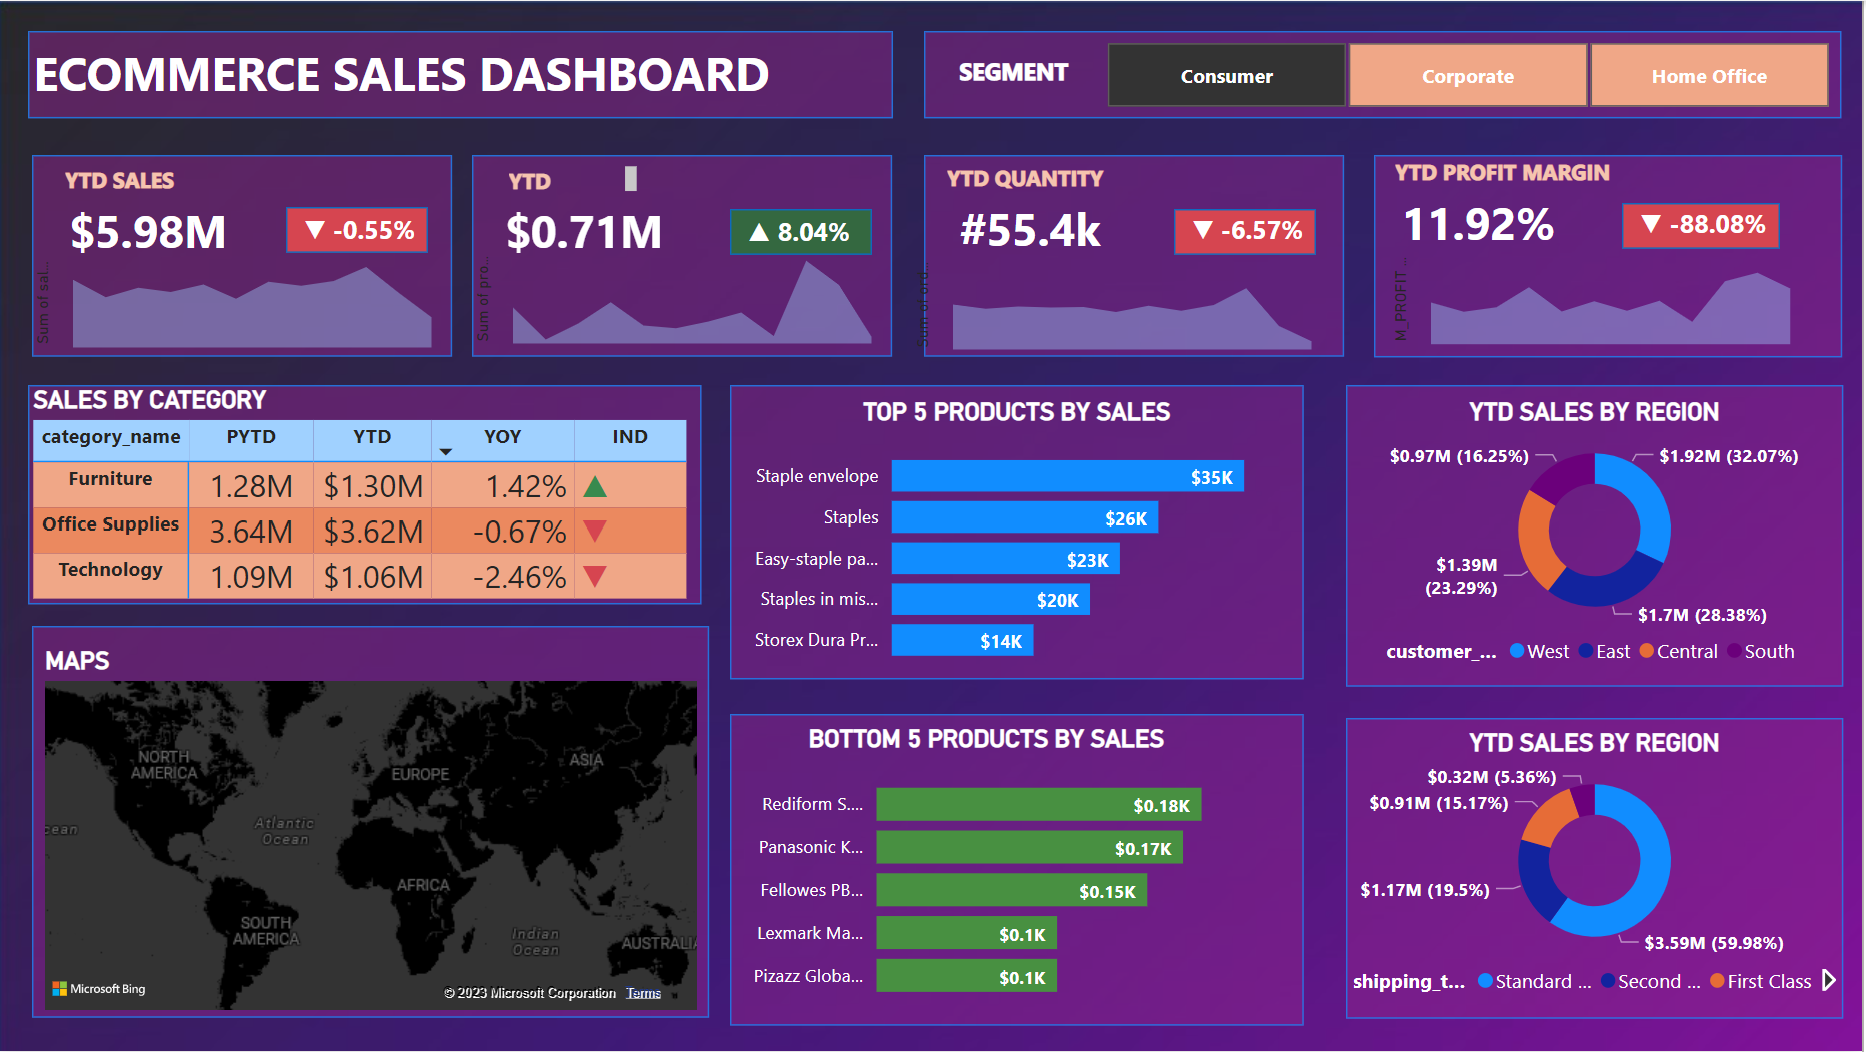 ECOMMERCE SALES DASHBOARD
SEGMENT
Consumer
Corporate
Home Office
YTD SALES
$5.98M
▼ -0.55%
Sum of sal...
YTD
$0.71M
▲ 8.04%
Sum of pro...
YTD QUANTITY
#55.4k
▼ -6.57%
Sum of ord...
YTD PROFIT MARGIN
11.92%
▼ -88.08%
M_PROFIT ...
SALES BY CATEGORY
category_name PYTD YTD YOY IND
Furniture 1.28M $1.30M 1.42% ▲
Office Supplies 3.64M $3.62M -0.67% ▼
Technology 1.09M $1.06M -2.46% ▼
MAPS
NORTH
AMERICA
EUROPE
ASIA
Atlantic
Ocean
cean
AFRICA
SOUTH
AMERICA
Indian
Ocean
AUSTRALIA
Microsoft Bing
© 2023 Microsoft Corporation Terms
TOP 5 PRODUCTS BY SALES
Staple envelope $35K
Staples $26K
Easy-staple pa... $23K
Staples in mis... $20K
Storex Dura Pr... $14K
BOTTOM 5 PRODUCTS BY SALES
Rediform S.... $0.18K
Panasonic K... $0.17K
Fellowes PB... $0.15K
Lexmark Ma... $0.1K
Pizazz Globa... $0.1K
YTD SALES BY REGION
$0.97M (16.25%)
$1.92M (32.07%)
$1.39M
(23.29%)
$1.7M (28.38%)
customer_... West East Central South
YTD SALES BY REGION
$0.32M (5.36%)
$0.91M (15.17%)
$1.17M (19.5%)
$3.59M (59.98%)
shipping_t... Standard ... Second ... First Class